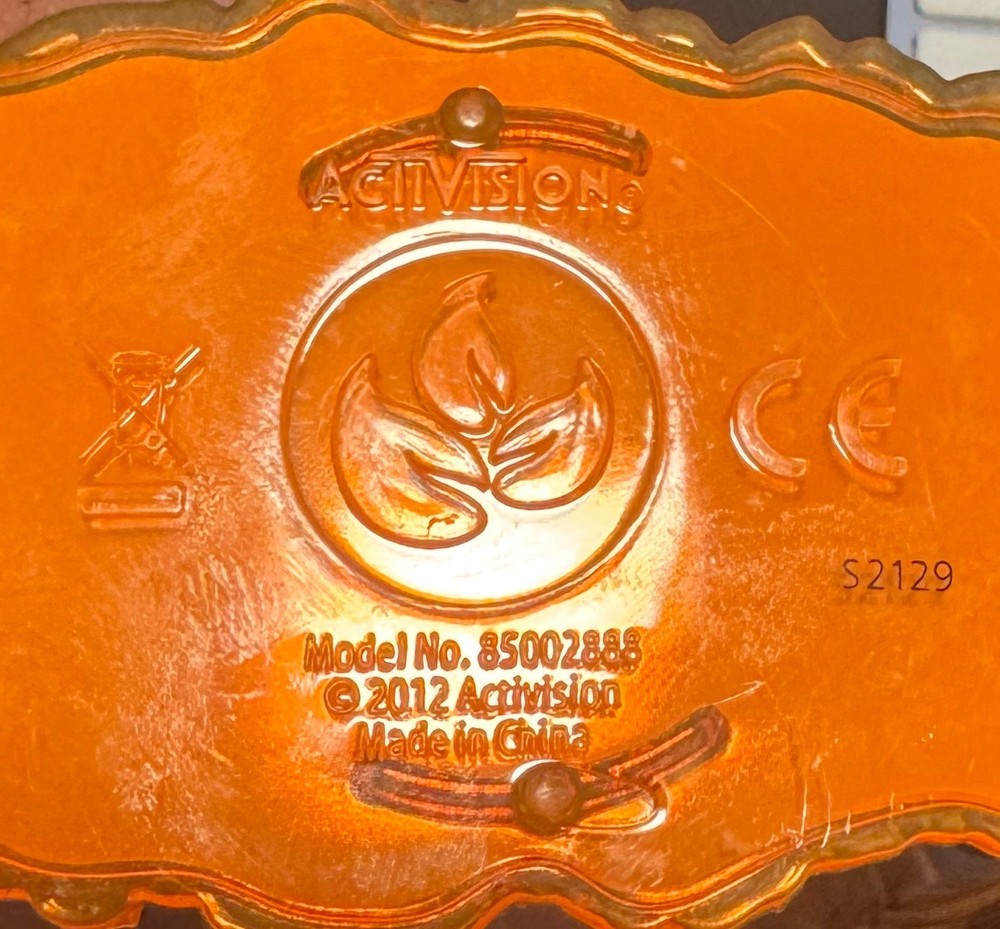 ACTIVISION®
CE
S2129
Model No. 85002888
© 2012 Activision
Made in China